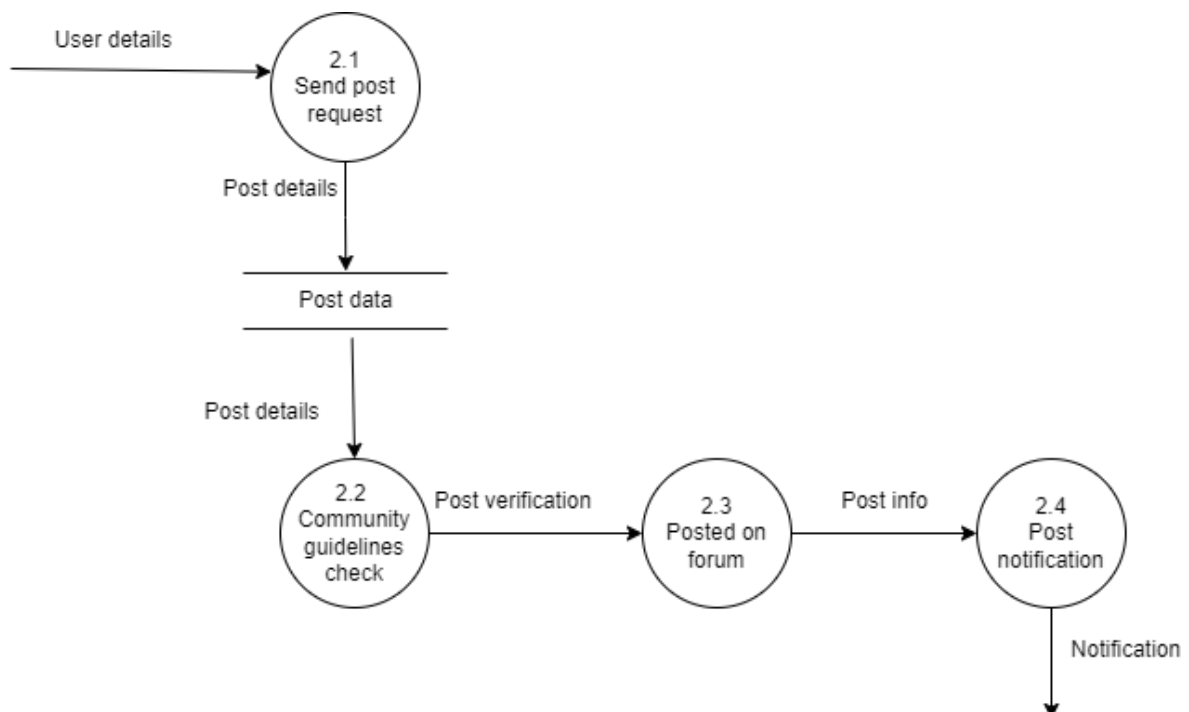 User details
2.1
Send post
request
Post details
Post data
Post details
2.2
Community
guidelines
check
Post verification
2.3
Posted on
forum
Post info
2.4
Post
notification
Notification